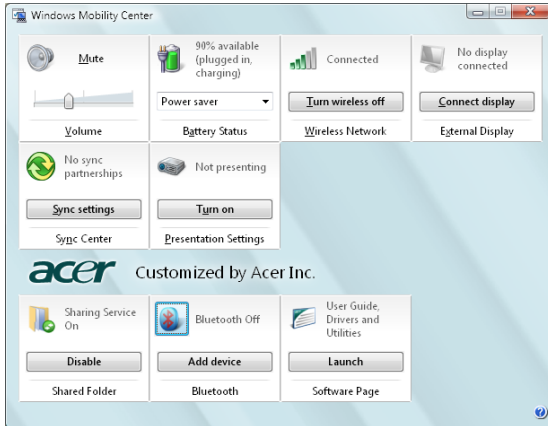 Windows Mobility Center
Mute
Volume
90% available
(plugged in,
charging)
Power saver
Battery Status
Connected
Turn wireless off
Wireless Network
No display
connected
Connect display
External Display
No sync
partnerships
Sync settings
Sync Center
Not presenting
Turn on
Presentation Settings
acer Customized by Acer Inc.
Sharing Service
On
Disable
Shared Folder
Bluetooth Off
Add device
Bluetooth
User Guide,
Drivers and
Utilities
Launch
Software Page